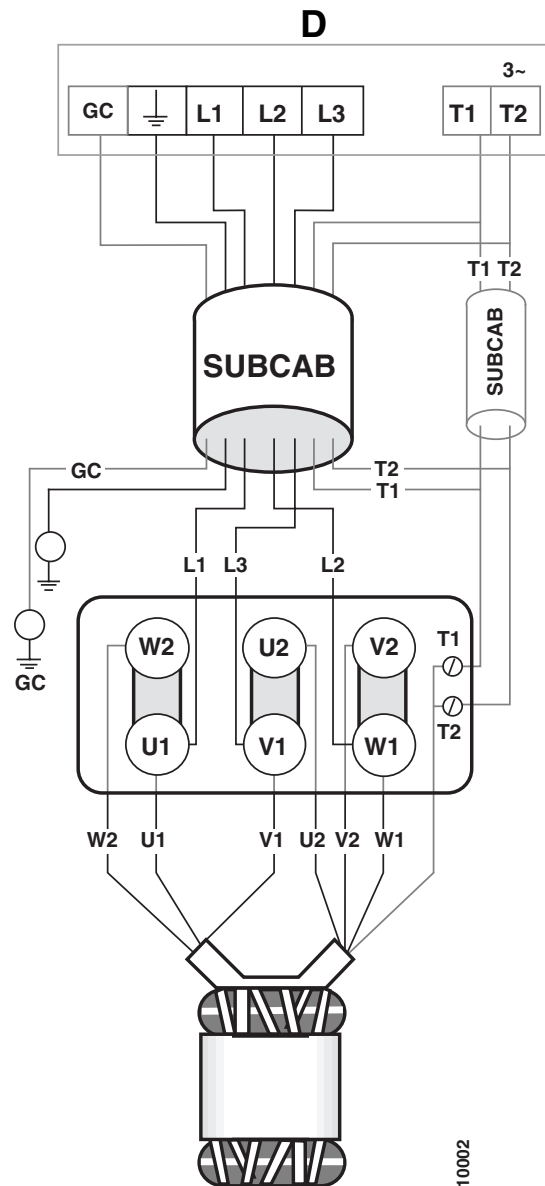 D
3~
GC L1 L2 L3 T1 T2
T1 T2
SUBCAB
SUBCAB
GC
T2
T1
L1 L3 L2
W2 U2 V2 T1
GC
U1 V1 W1 T2
W2 U1 V1 U2 V2 W1
10002